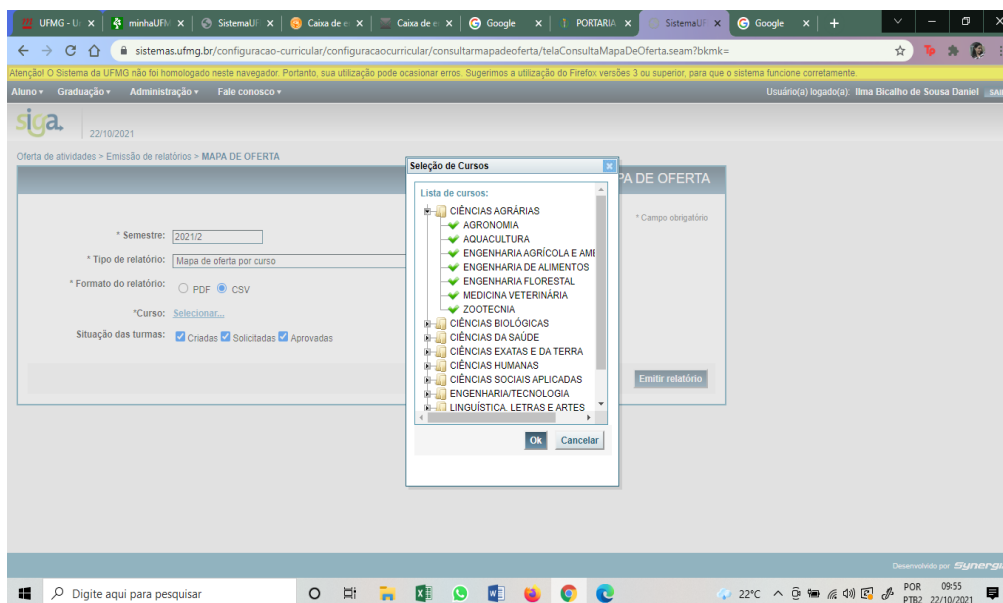 UFMG - U
minhaUFM
SistemaUF
Caixa de e
Caixa de e
Google
PORTARIA
SistemaUF
Google
sistemas.ufmg.br/configuracao-curricular/configuracaocurricular/consultarmapadeoferta/telaConsultaMapaDeOferta.seam?bkmk=
Atenção! O Sistema da UFMG não foi homologado neste navegador. Portanto, sua utilização pode ocasionar erros. Sugerimos a utilização do Firefox versões 3 ou superior, para que o sistema funcione corretamente.
Aluno Graduação Administração Fale conosco Usuário(a) logado(a): Ilma Bicalho de Sousa Daniel SAIR
siga. 22/10/2021
Oferta de atividades > Emissão de relatórios > MAPA DE OFERTA
PA DE OFERTA
* Campo obrigatório
* Semestre: 2021/2
* Tipo de relatório: Mapa de oferta por curso
* Formato do relatório: PDF CSV
*Curso: Selecionar...
Situação das turmas: Criadas Solicitadas Aprovadas
Emitir relatório
Seleção de Cursos
Lista de cursos:
CIÊNCIAS AGRÁRIAS
AGRONOMIA
AQUACULTURA
ENGENHARIA AGRÍCOLA E AMB
ENGENHARIA DE ALIMENTOS
ENGENHARIA FLORESTAL
MEDICINA VETERINÁRIA
ZOOTECNIA
CIÊNCIAS BIOLÓGICAS
CIÊNCIAS DA SAÚDE
CIÊNCIAS EXATAS E DA TERRA
CIÊNCIAS HUMANAS
CIÊNCIAS SOCIAIS APLICADAS
ENGENHARIA/TECNOLOGIA
LINGUÍSTICA, LETRAS E ARTES
Ok Cancelar
Desenvolvido por Synergia
Digite aqui para pesquisar
22°C
POR
PTB2
09:55
22/10/2021